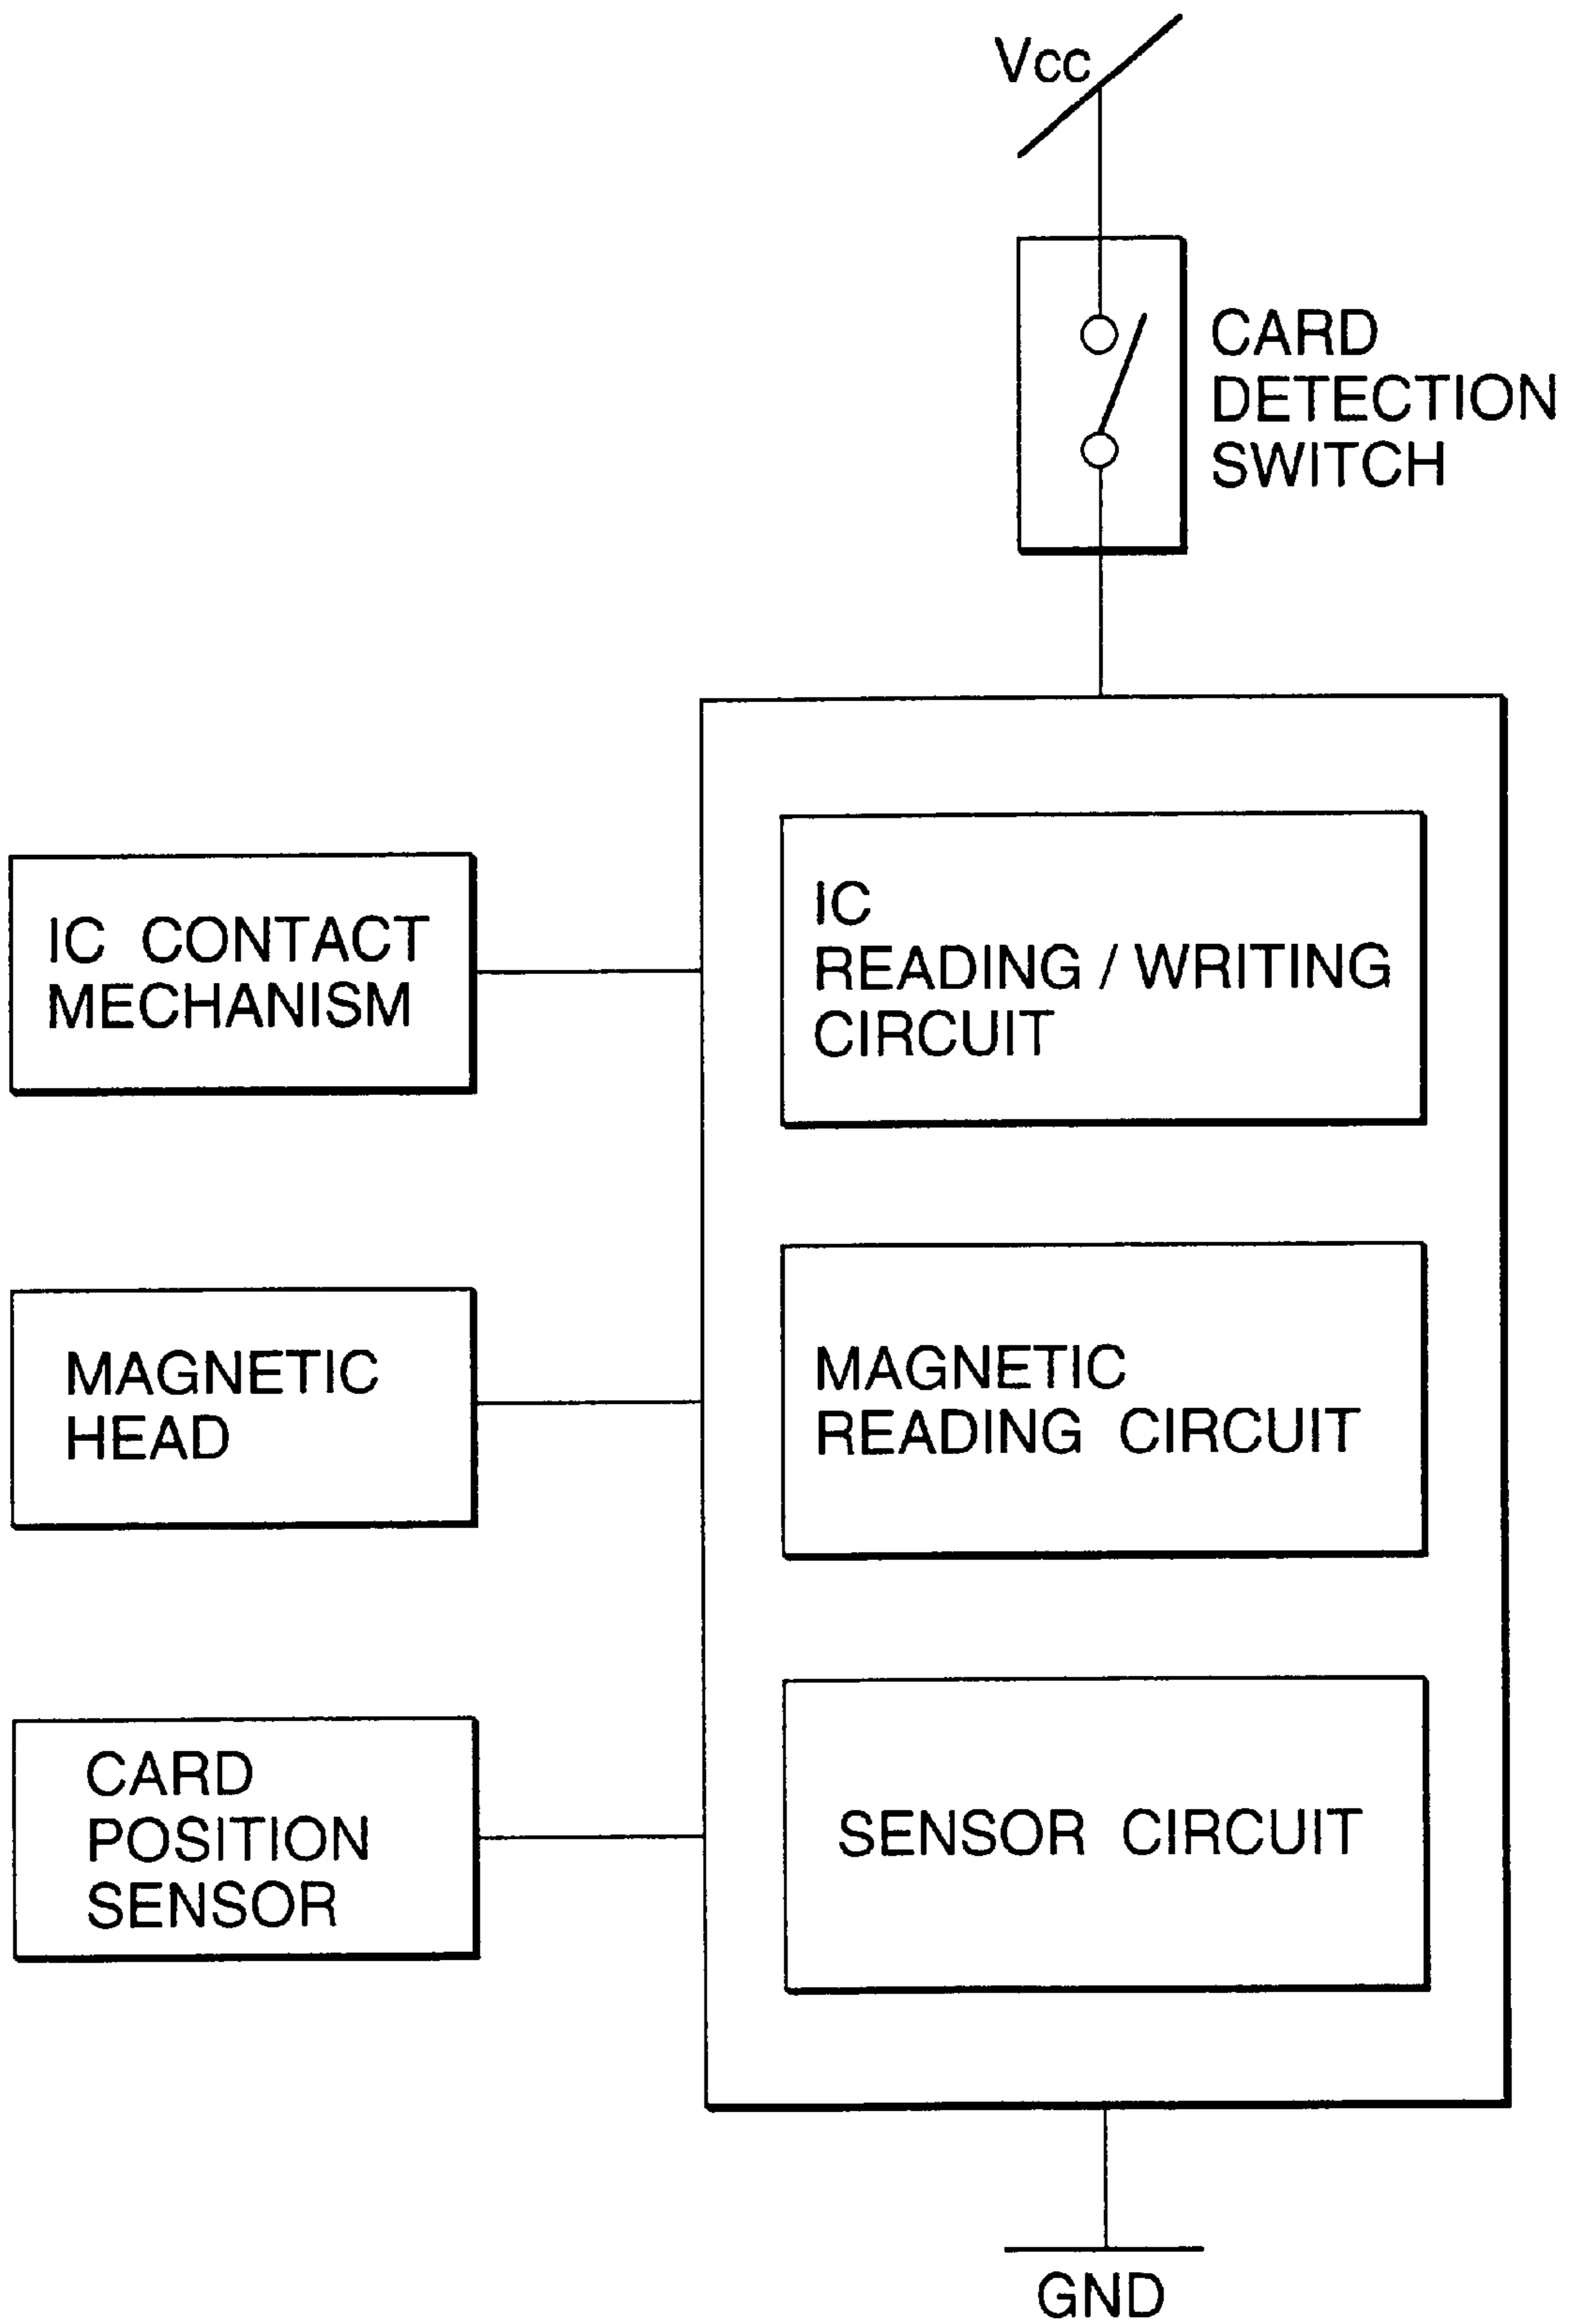 Vcc
CARD
DETECTION
SWITCH
IC CONTACT
MECHANISM
IC
READING / WRITING
CIRCUIT
MAGNETIC
HEAD
MAGNETIC
READING CIRCUIT
CARD
POSITION
SENSOR
SENSOR CIRCUIT
GND